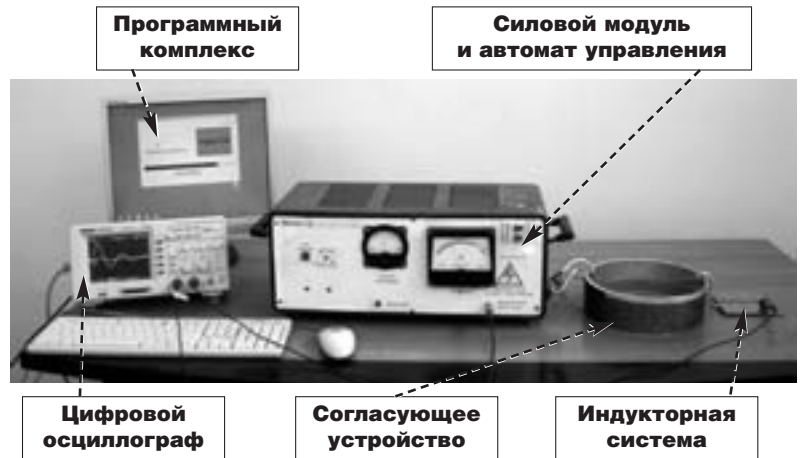 Программный
комплекс
Силовой модуль
и автомат управления
Цифровой
осциллограф
Согласующее
устройство
Индукторная
система